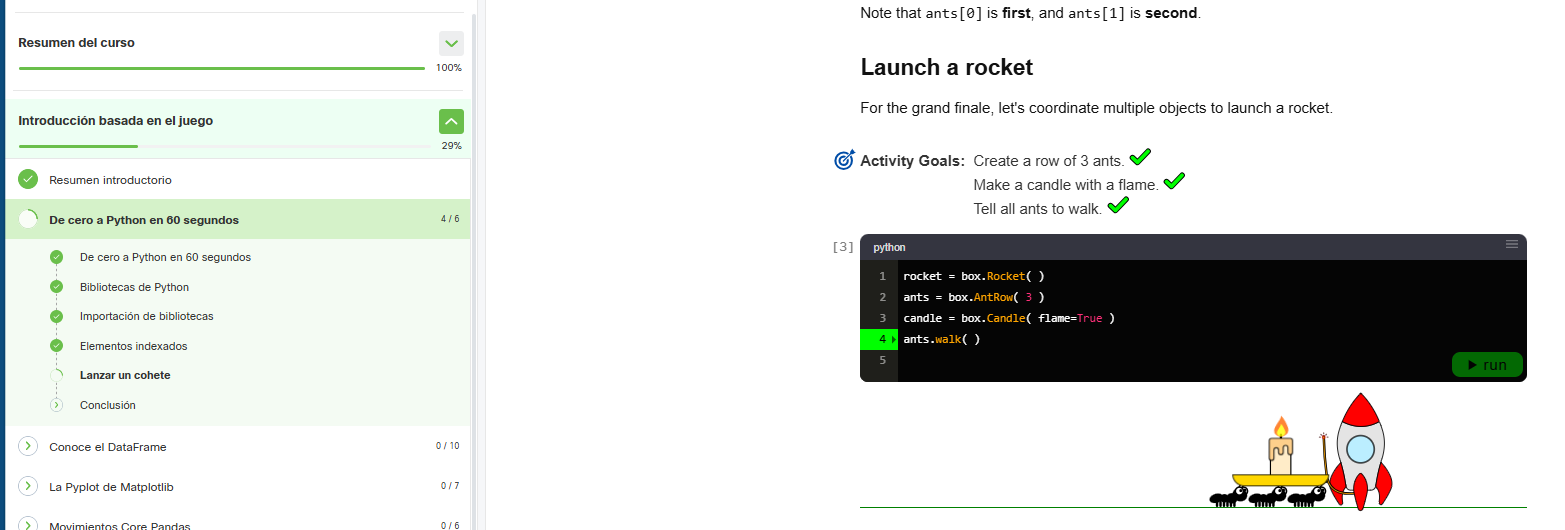 Resumen del curso
100%
Introducción basada en el juego
29%
Resumen introductorio
De cero a Python en 60 segundos
4 / 6
De cero a Python en 60 segundos
Bibliotecas de Python
Importación de bibliotecas
Elementos indexados
Lanzar un cohete
Conclusión
Conoce el DataFrame
0 / 10
La Pyplot de Matplotlib
0 / 7
Movimientos Core Pandas
0 / 6
Note that ants[0] is first, and ants[1] is second.
Launch a rocket
For the grand finale, let's coordinate multiple objects to launch a rocket.
Activity Goals: Create a row of 3 ants.
Make a candle with a flame.
Tell all ants to walk.
[3]
python
1 rocket = box.Rocket( )
2 ants = box.AntRow( 3 )
3 candle = box.Candle( flame=True )
4 ants.walk( )
5
run